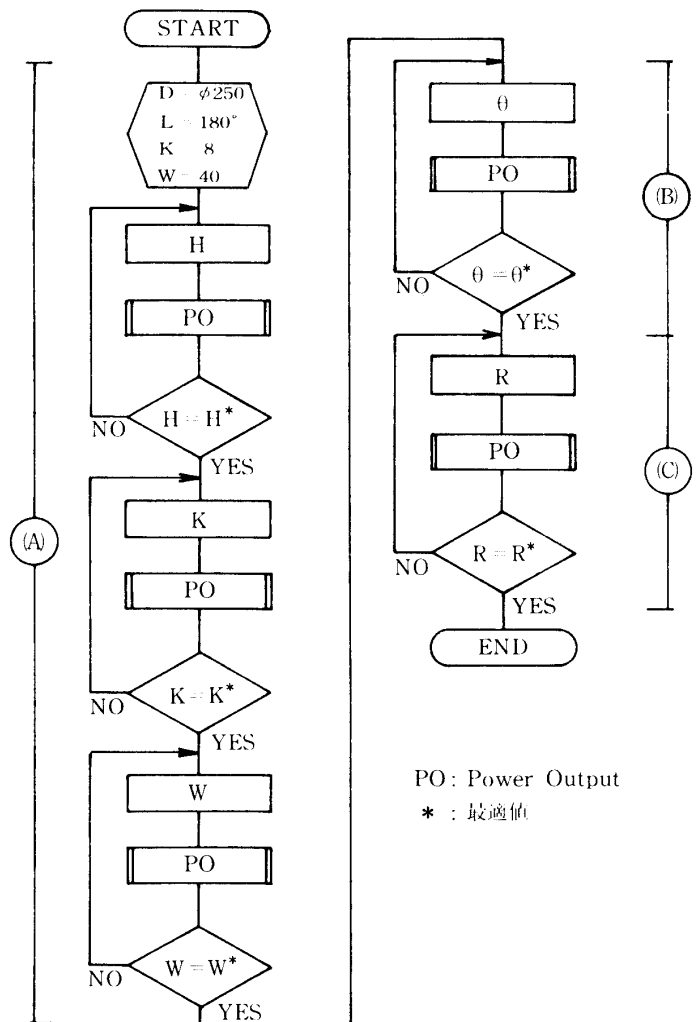 START
D = φ250
L = 180°
K = 8
W = 40
H
PO
H = H*
NO
YES
K
PO
K = K*
NO
YES
W
PO
W = W*
NO
YES
(A)
θ
PO
θ = θ*
NO
YES
(B)
R
PO
R = R*
NO
YES
(C)
END
PO: Power Output
* : 最適値